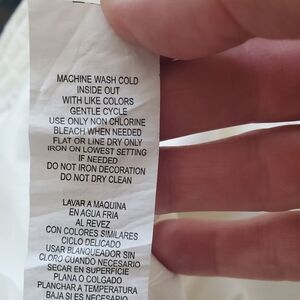 MACHINE WASH COLD
INSIDE OUT
WITH LIKE COLORS
GENTLE CYCLE
USE ONLY NON CHLORINE
BLEACH WHEN NEEDED
FLAT OR LINE DRY ONLY
IRON ON LOWEST SETTING
IF NEEDED
DO NOT IRON DECORATION
DO NOT DRY CLEAN
LAVAR A MAQUINA
EN AGUA FRIA
AL REVEZ
CON COLORES SIMILARES
CICLO DELICADO
USAR BLANQUEADOR SIN
CLORO CUANDO NECESARIO
SECAR EN SUPERFICIE
PLANA O COLGADO
PLANCHAR A TEMPERATURA
BAJA SI ES NECESARIO